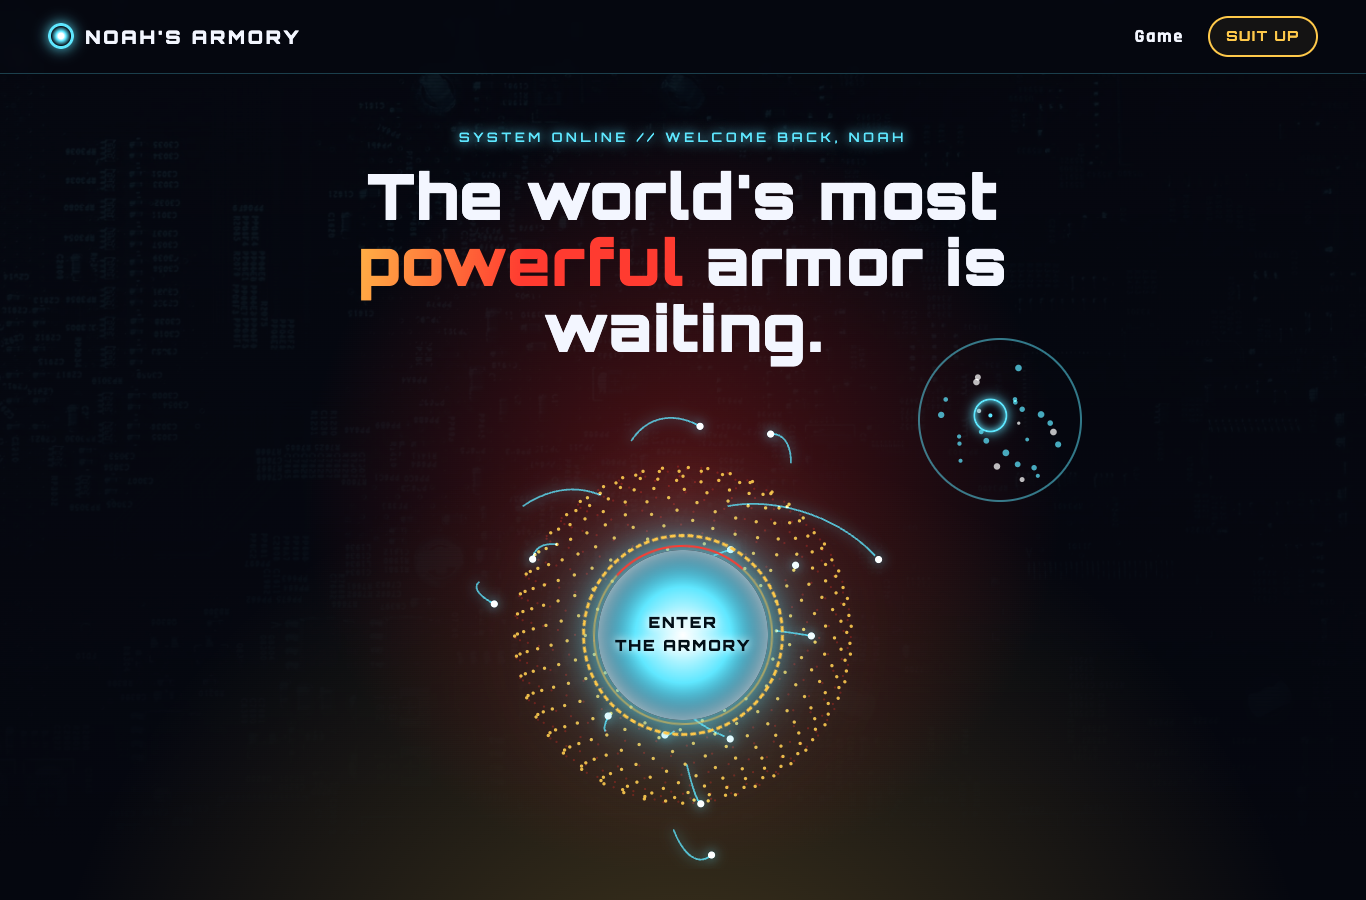 NOAH'S ARMORY
Game
SUIT UP
SYSTEM ONLINE // WELCOME BACK, NOAH
The world's most
powerful armor is
waiting.
ENTER
THE ARMORY